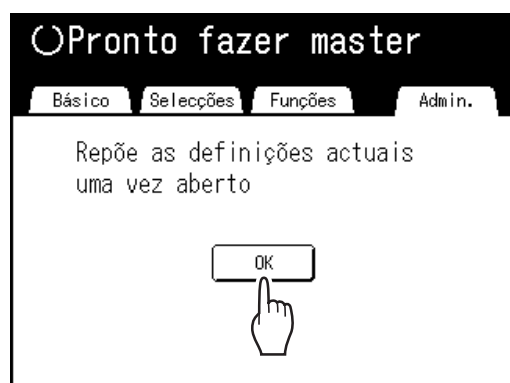 Pronto fazer master
Básico Selecções Funções Admin.
Repõe as definições actuais
uma vez aberto
OK